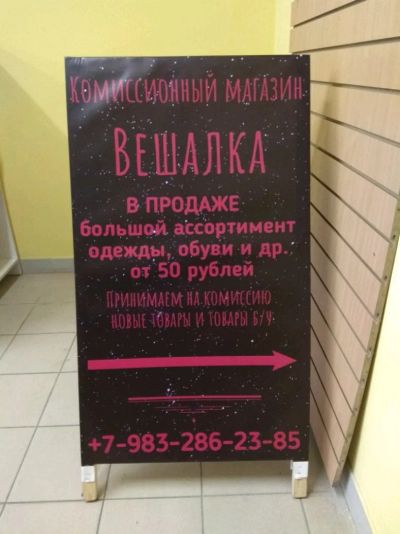 Комиссионный магазин
Вешалка
В ПРОДАЖЕ
большой ассортимент
одежды, обуви и др.
от 50 рублей
Принимаем на комиссию
новые товары и товары б/у
+7-983-286-23-85